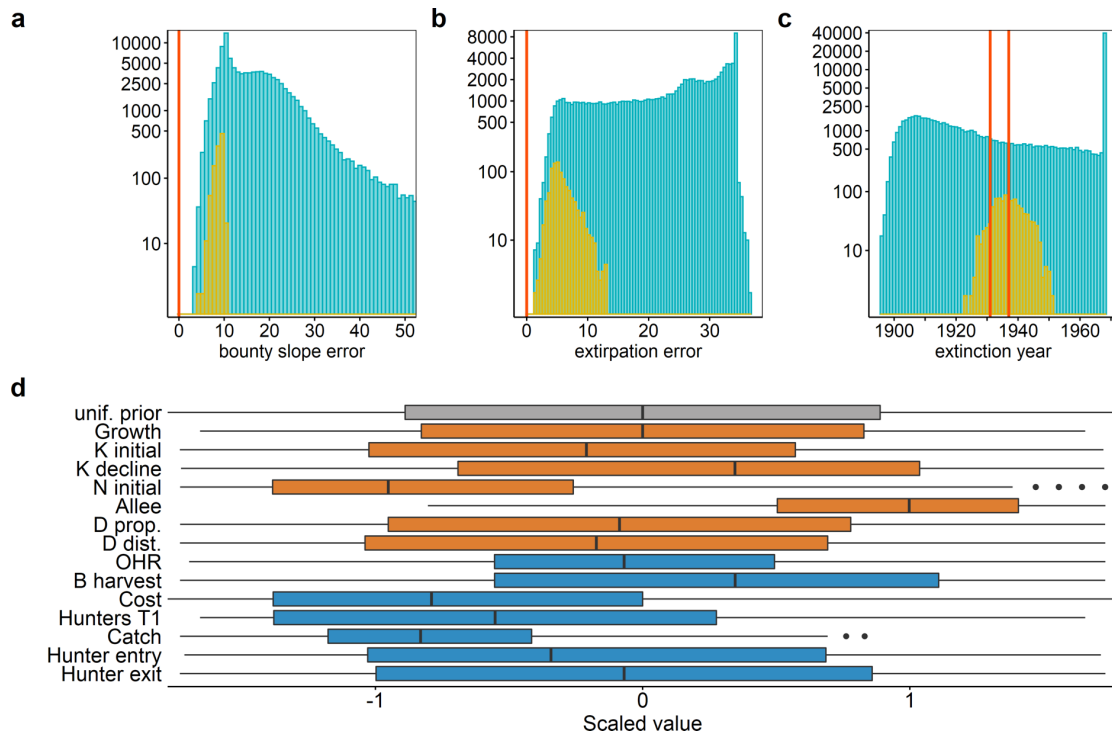 a
10000
5000
2500
1000
500
100
10
0 10 20 30 40 50
bounty slope error
b
8000
4000
2000
1000
500
100
10
0 10 20 30
extirpation error
c
40000
20000
10000
5000
2500
1000
500
100
10
1900 1920 1940 1960
extinction year
d
unif. prior
Growth
K initial
K decline
N initial
Allee
D prop.
D dist.
OHR
B harvest
Cost
Hunters T1
Catch
Hunter entry
Hunter exit
-1 0 1
Scaled value